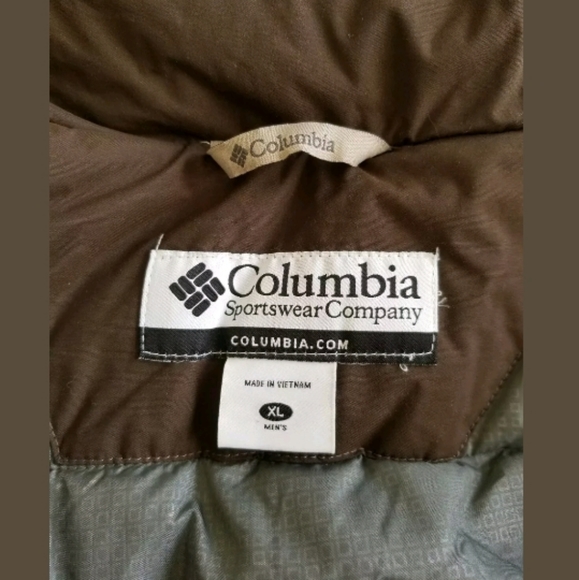 Columbia
Columbia
Sportswear Company
COLUMBIA.COM
MADE IN VIETNAM
XL
MEN'S